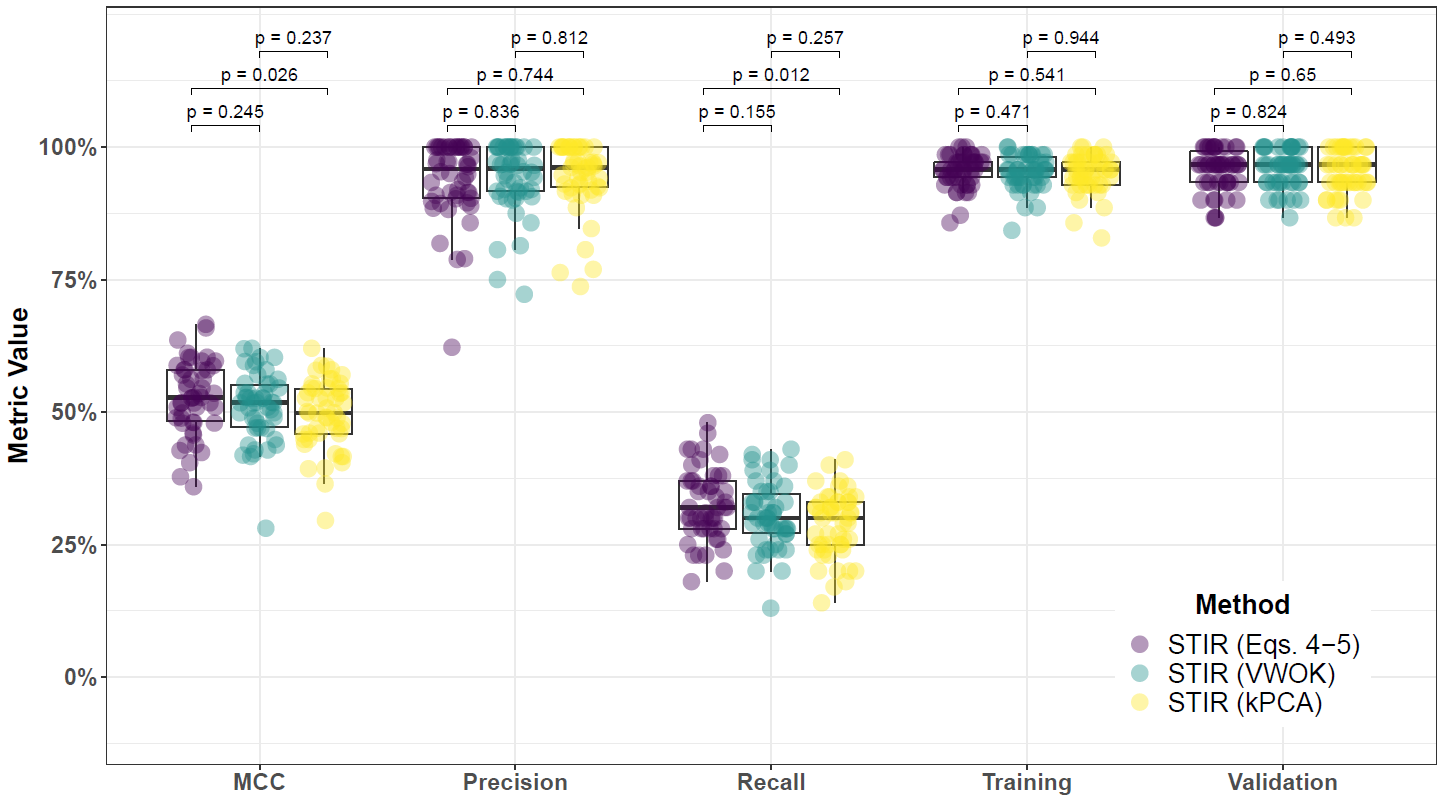 p = 0.237
p = 0.812
p = 0.257
p = 0.944
p = 0.493
p = 0.026
p = 0.744
p = 0.012
p = 0.541
p = 0.65
p = 0.245
p = 0.836
p = 0.155
p = 0.471
p = 0.824
100%
75%
50%
25%
0%
Metric Value
Method
STIR (Eqs. 4−5)
STIR (VWOK)
STIR (kPCA)
MCC
Precision
Recall
Training
Validation